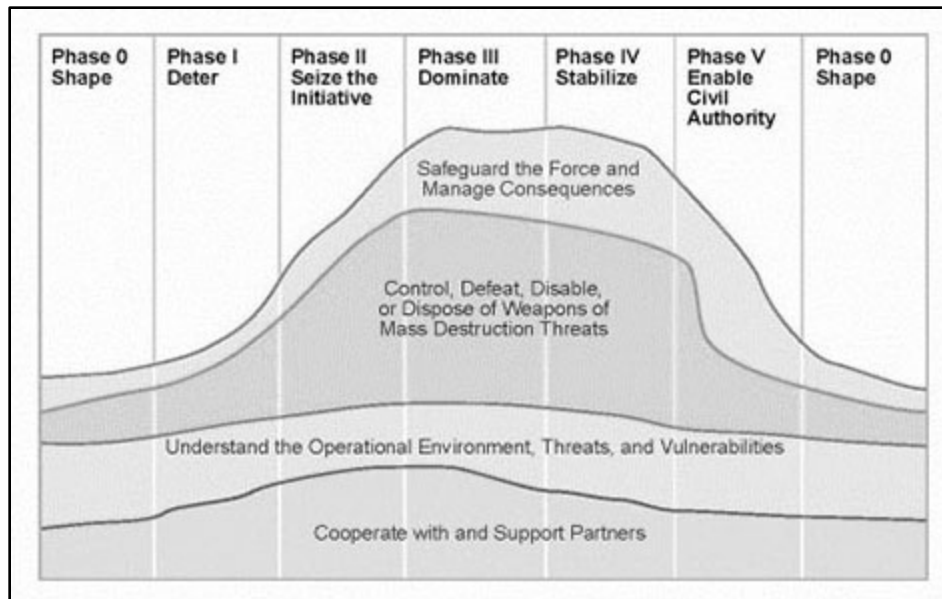 Phase 0
Shape
Phase I
Deter
Phase II
Seize the
Initiative
Phase III
Dominate
Phase IV
Stabilize
Phase V
Enable
Civil
Authority
Phase 0
Shape
Safeguard the Force and
Manage Consequences
Control, Defeat, Disable,
or Dispose of Weapons of
Mass Destruction Threats
Understand the Operational Environment, Threats, and Vulnerabilities
Cooperate with and Support Partners